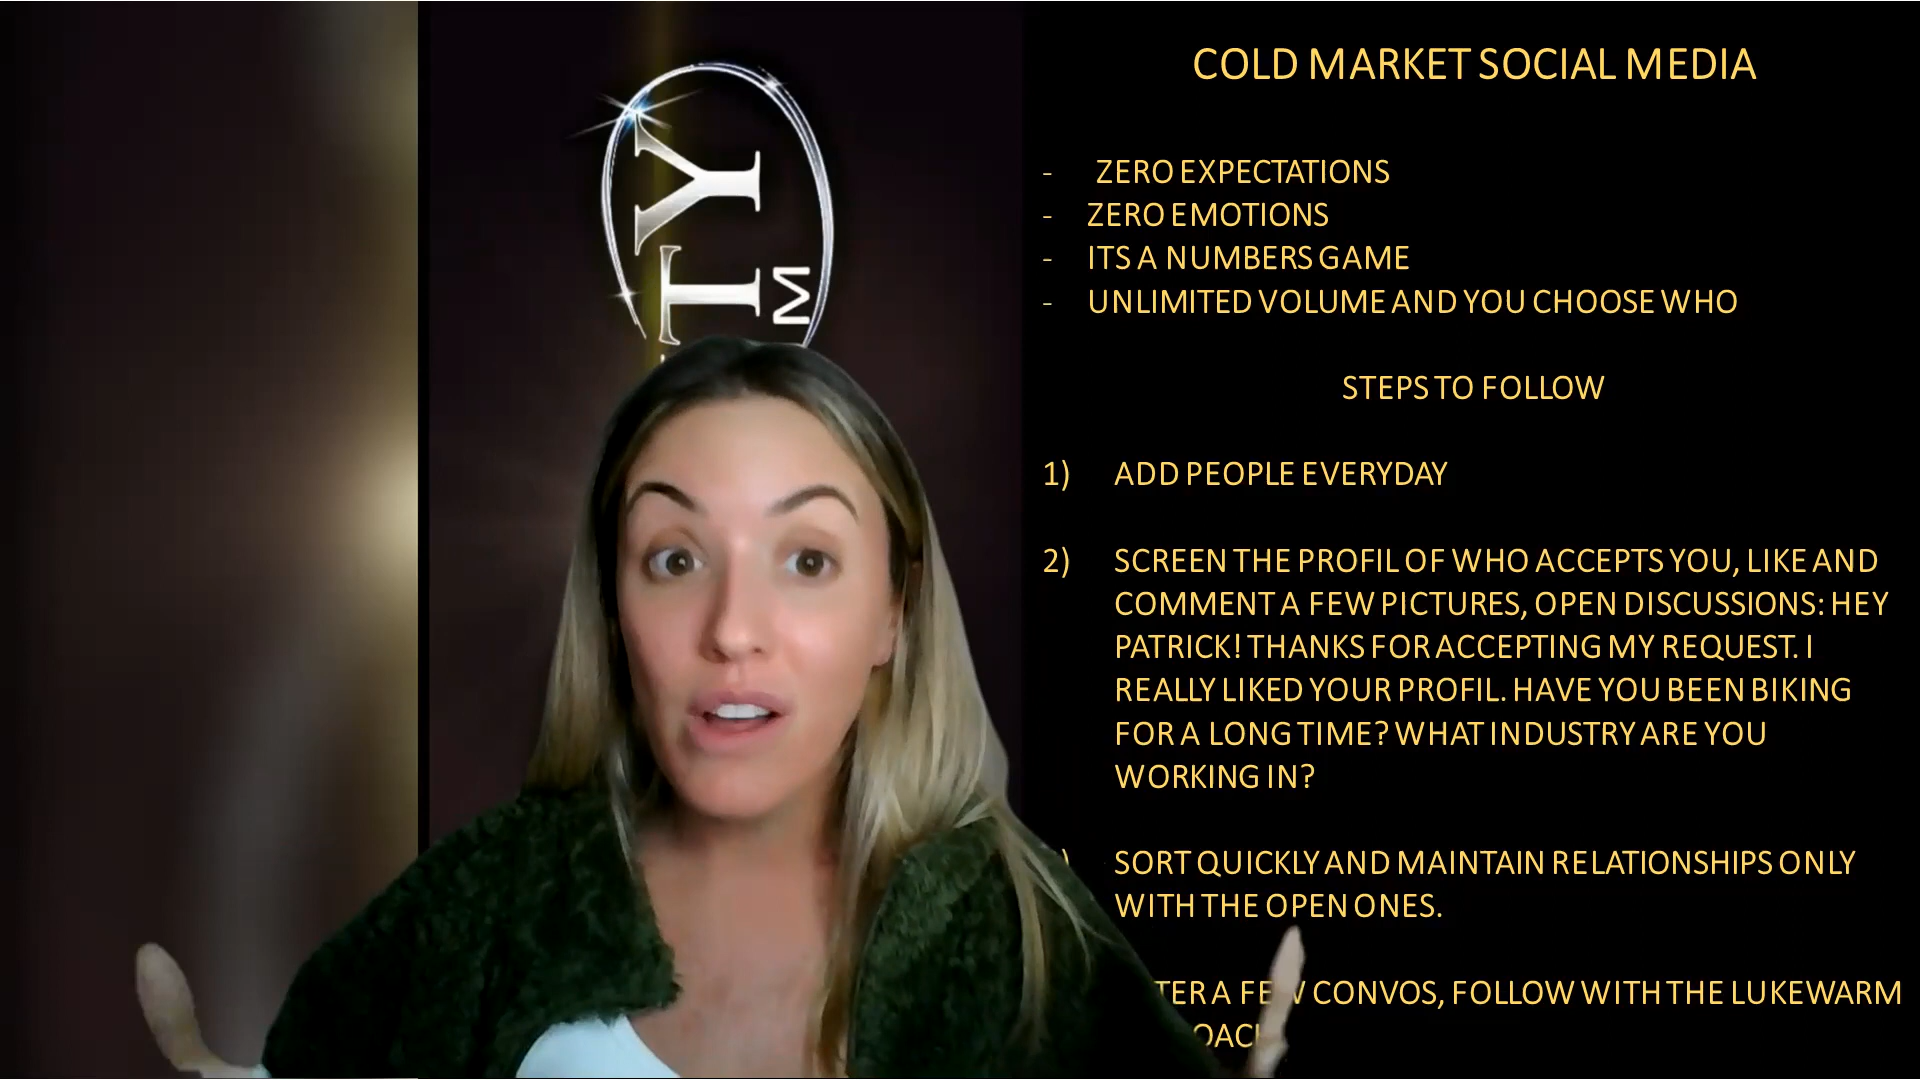 TY
M
COLD MARKET SOCIAL MEDIA
- ZERO EXPECTATIONS
- ZERO EMOTIONS
- ITS A NUMBERS GAME
- UNLIMITED VOLUME AND YOU CHOOSE WHO
STEPS TO FOLLOW
1) ADD PEOPLE EVERYDAY
2) SCREEN THE PROFIL OF WHO ACCEPTS YOU, LIKE AND
COMMENT A FEW PICTURES, OPEN DISCUSSIONS: HEY
PATRICK! THANKS FOR ACCEPTING MY REQUEST. I
REALLY LIKED YOUR PROFIL. HAVE YOU BEEN BIKING
FOR A LONG TIME? WHAT INDUSTRY ARE YOU
WORKING IN?
) SORT QUICKLY AND MAINTAIN RELATIONSHIPS ONLY
WITH THE OPEN ONES.
TER A CONVOS, FOLLOW WITH THE LUKEWARM